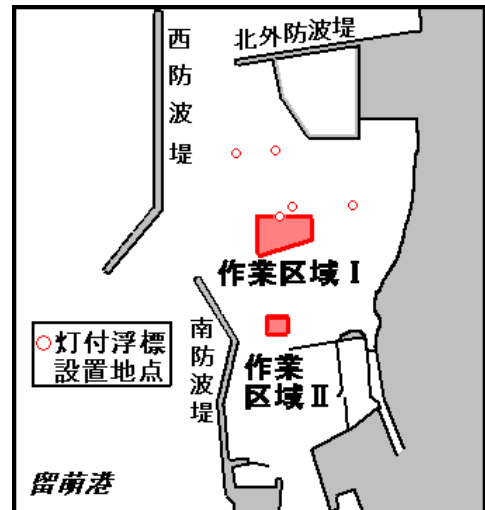 西防波堤
北外防波堤
作業区域Ⅰ
南防波堤
灯付浮標
設置地点
作業
区域Ⅱ
留萌港